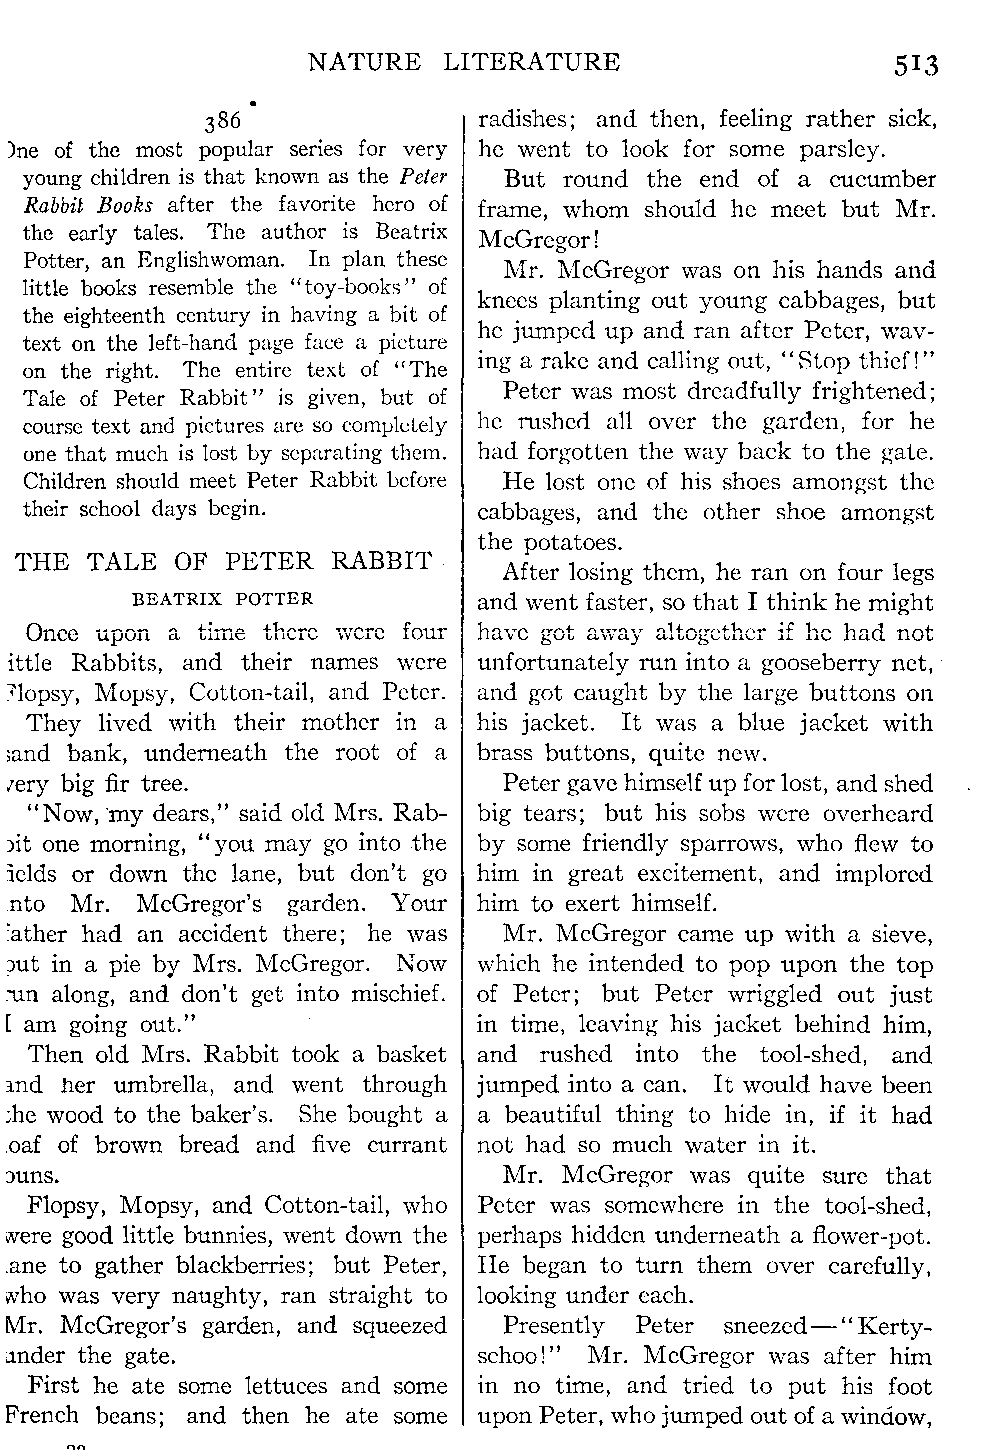 NATURE LITERATURE 513
386
One of the most popular series for very
young children is that known as the Peter
Rabbit Books after the favorite hero of
the early tales. The author is Beatrix
Potter, an Englishwoman. In plan these
little books resemble the "toy-books" of
the eighteenth century in having a bit of
text on the left-hand page face a picture
on the right. The entire text of "The
Tale of Peter Rabbit" is given, but of
course text and pictures are so completely
one that much is lost by separating them.
Children should meet Peter Rabbit before
their school days begin.
THE TALE OF PETER RABBIT
BEATRIX POTTER
Once upon a time there were four
ittle Rabbits, and their names were
Flopsy, Mopsy, Cotton-tail, and Peter.
They lived with their mother in a
sand bank, underneath the root of a
very big fir tree.
"Now, my dears," said old Mrs. Rab-
bit one morning, "you may go into the
fields or down the lane, but don't go
into Mr. McGregor's garden. Your
father had an accident there; he was
put in a pie by Mrs. McGregor. Now
run along, and don't get into mischief.
I am going out."
Then old Mrs. Rabbit took a basket
and her umbrella, and went through
the wood to the baker's. She bought a
loaf of brown bread and five currant
buns.
Flopsy, Mopsy, and Cotton-tail, who
were good little bunnies, went down the
lane to gather blackberries; but Peter,
who was very naughty, ran straight to
Mr. McGregor's garden, and squeezed
under the gate.
First he ate some lettuces and some
French beans; and then he ate some
radishes; and then, feeling rather sick,
he went to look for some parsley.
But round the end of a cucumber
frame, whom should he meet but Mr.
McGregor!
Mr. McGregor was on his hands and
knees planting out young cabbages, but
he jumped up and ran after Peter, wav-
ing a rake and calling out, "Stop thief!"
Peter was most dreadfully frightened;
he rushed all over the garden, for he
had forgotten the way back to the gate.
He lost one of his shoes amongst the
cabbages, and the other shoe amongst
the potatoes.
After losing them, he ran on four legs
and went faster, so that I think he might
have got away altogether if he had not
unfortunately run into a gooseberry net,
and got caught by the large buttons on
his jacket. It was a blue jacket with
brass buttons, quite new.
Peter gave himself up for lost, and shed
big tears; but his sobs were overheard
by some friendly sparrows, who flew to
him in great excitement, and implored
him to exert himself.
Mr. McGregor came up with a sieve,
which he intended to pop upon the top
of Peter; but Peter wriggled out just
in time, leaving his jacket behind him,
and rushed into the tool-shed, and
jumped into a can. It would have been
a beautiful thing to hide in, if it had
not had so much water in it.
Mr. McGregor was quite sure that
Peter was somewhere in the tool-shed,
perhaps hidden underneath a flower-pot.
He began to turn them over carefully,
looking under each.
Presently Peter sneezed—"Kerty-
schoo!" Mr. McGregor was after him
in no time, and tried to put his foot
upon Peter, who jumped out of a window,